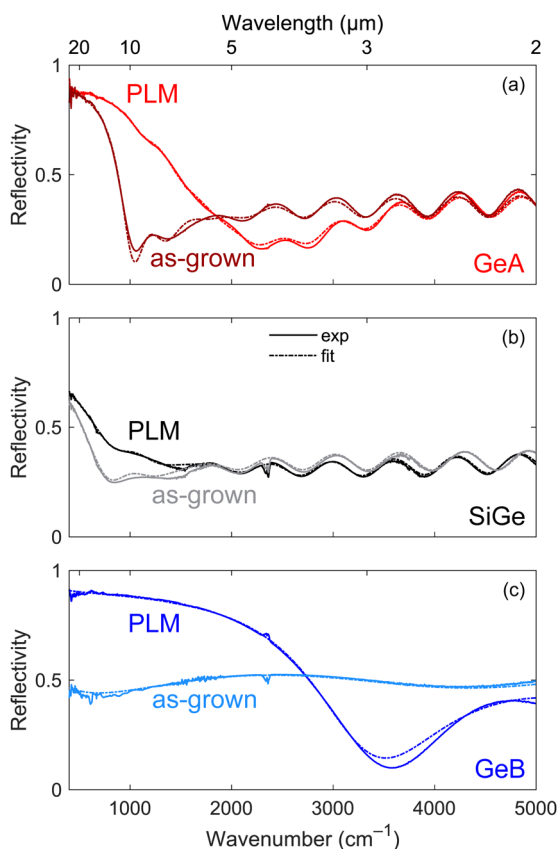 Wavelength (μm)
20 10 5 3 2
1
PLM
(a)
Reflectivity
0.5
as-grown
GeA
0
1
exp
(b)
fit
Reflectivity
PLM
0.5
as-grown
SiGe
0
1
(c)
PLM
Reflectivity
0.5
as-grown
GeB
0
1000 2000 3000 4000 5000
Wavenumber (cm⁻¹)